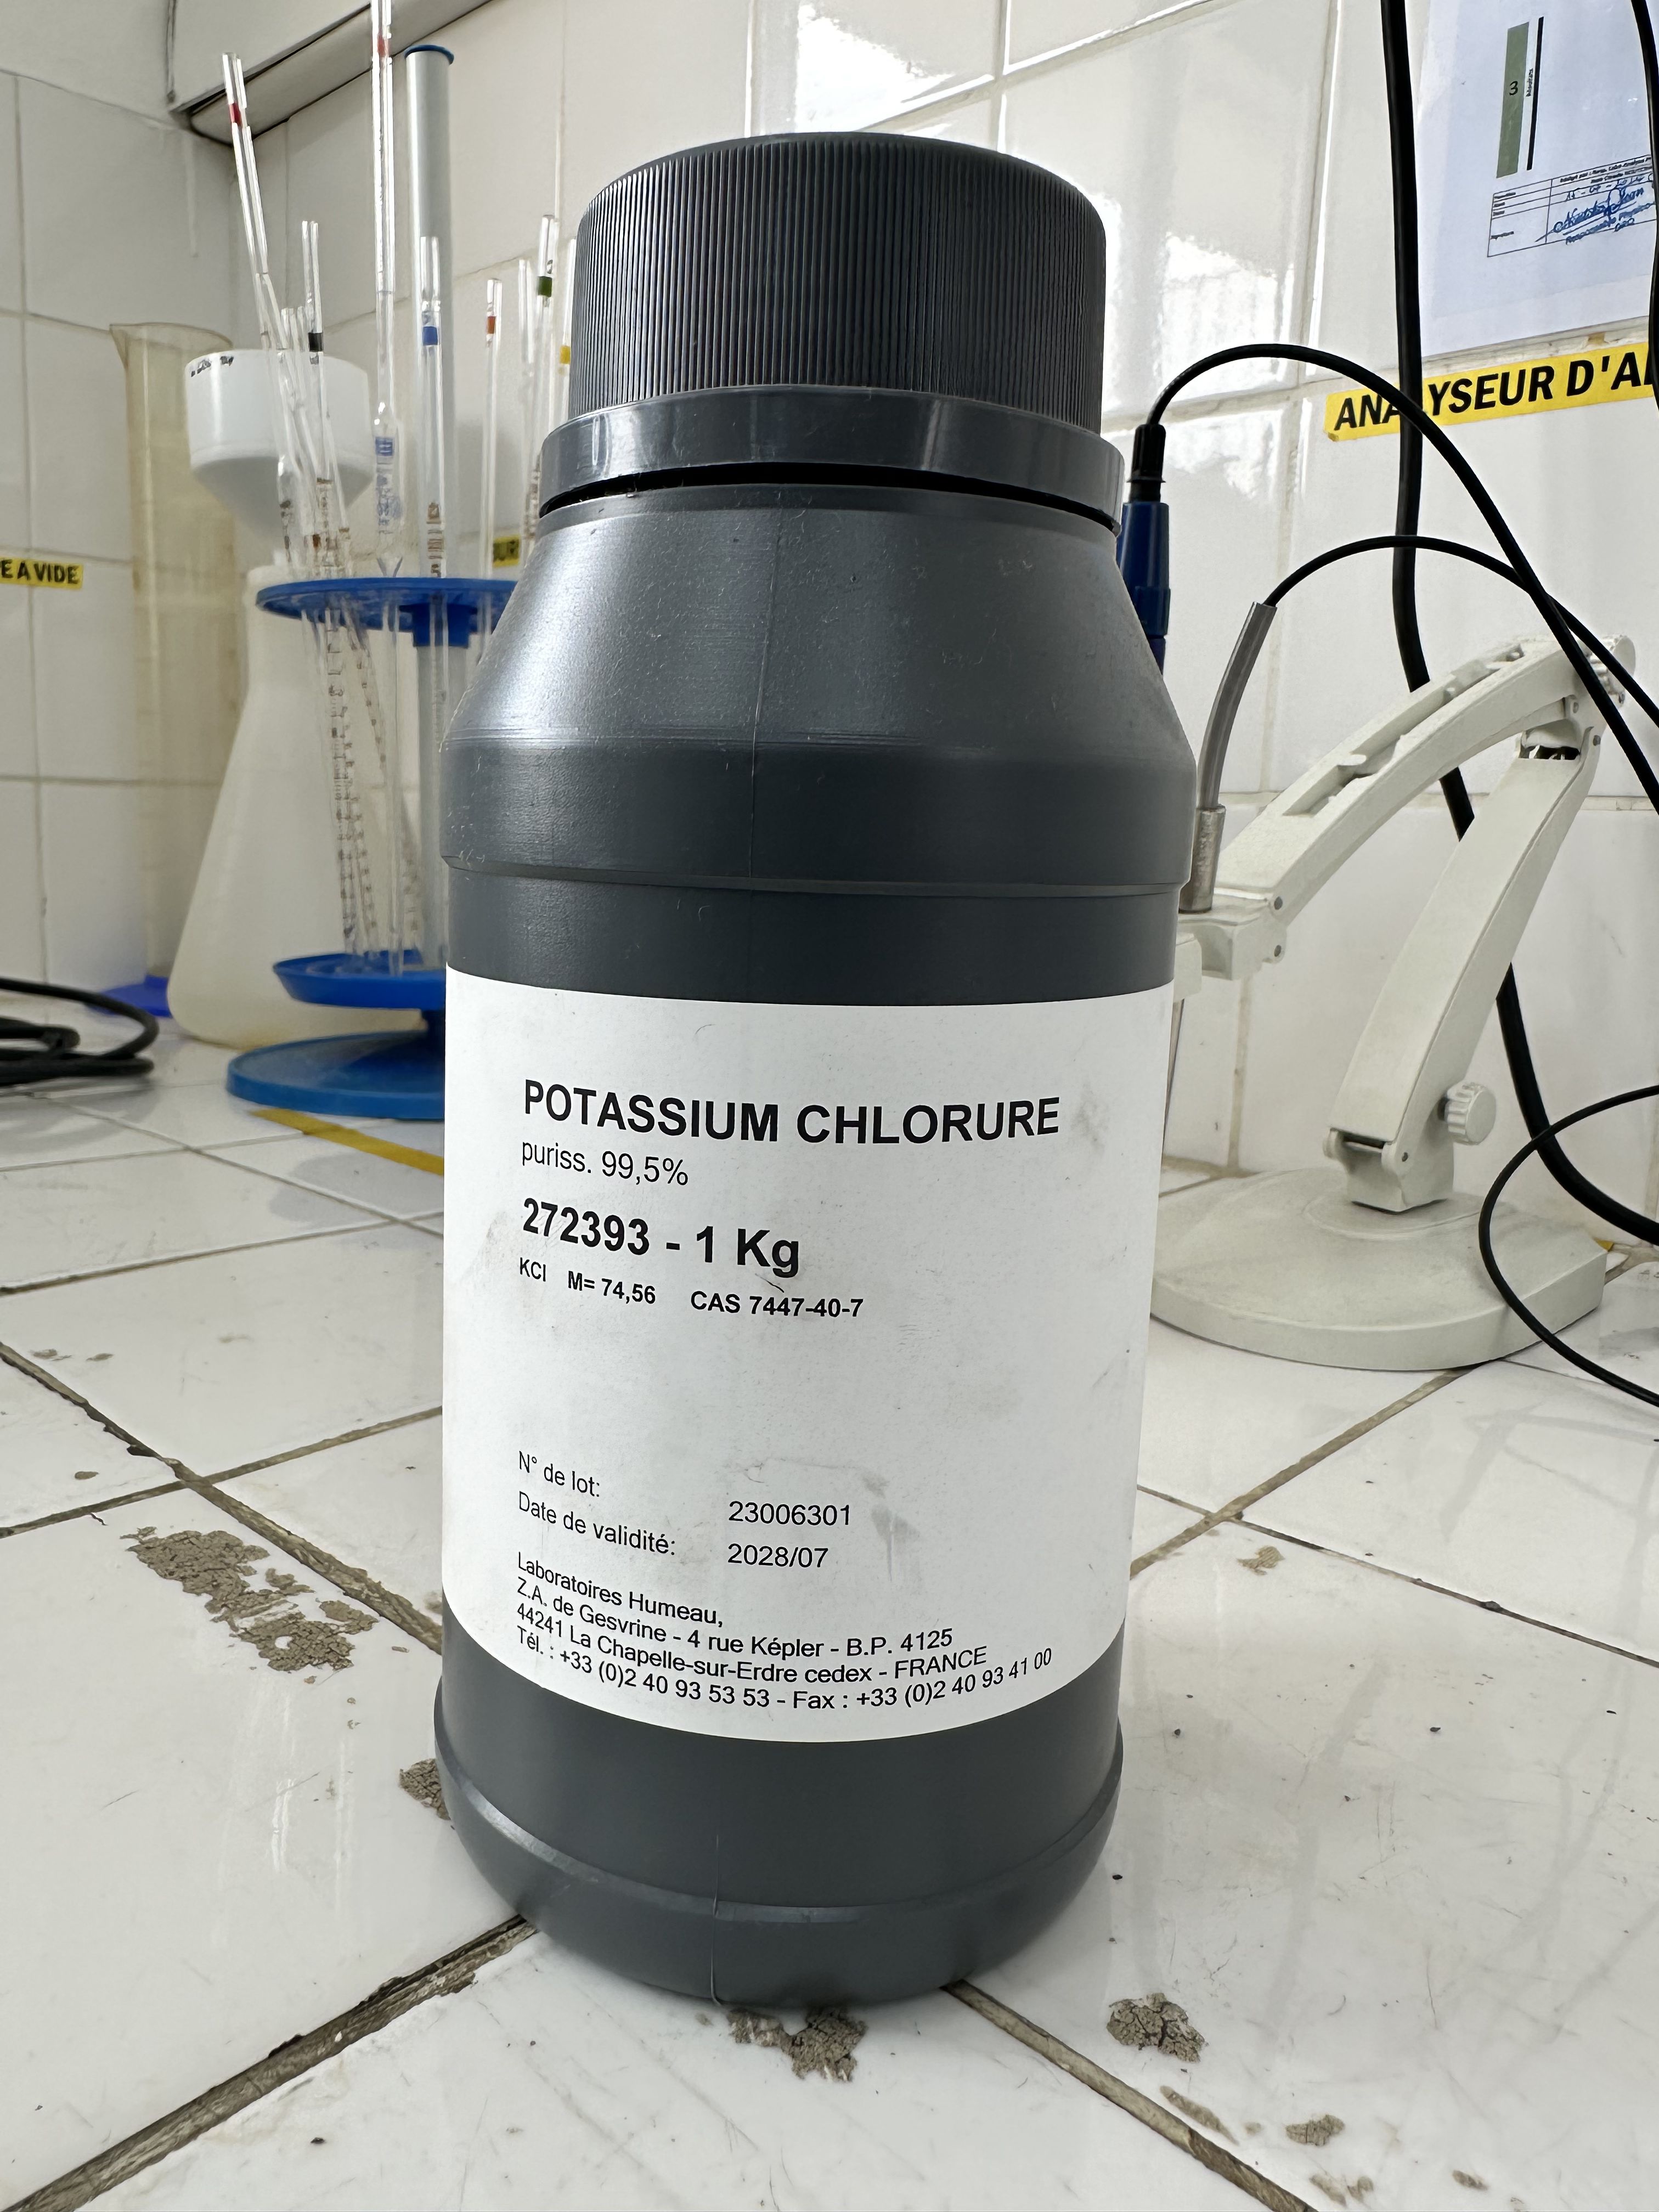 3
ANALYSEUR D'A
E A VIDE
POTASSIUM CHLORURE
puriss. 99,5%
272393 - 1 Kg
KCl M= 74,56 CAS 7447-40-7
N° de lot: 23006301
Date de validité: 2028/07
Laboratoires Humeau,
Z.A. de Gesvrine - 4 rue Képler - B.P. 4125
44241 La Chapelle-sur-Erdre cedex - FRANCE
Tél. : +33 (0)2 40 93 53 53 - Fax : +33 (0)2 40 93 41 00